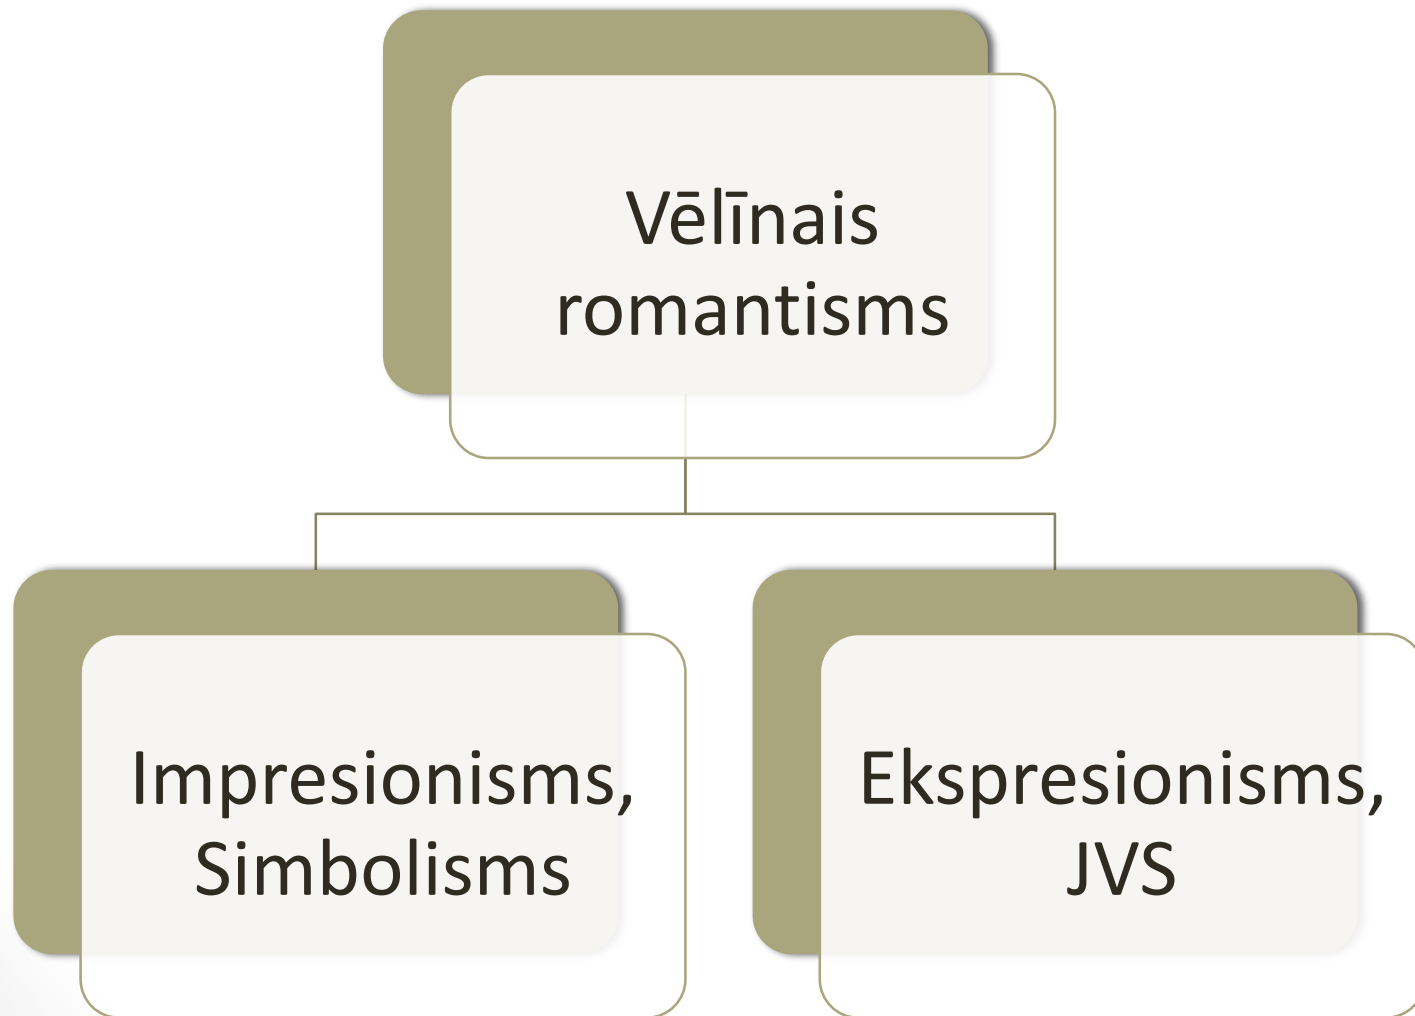 Vēlīnais
romantisms
Impresionisms,
Simbolisms
Ekspresionisms,
JVS